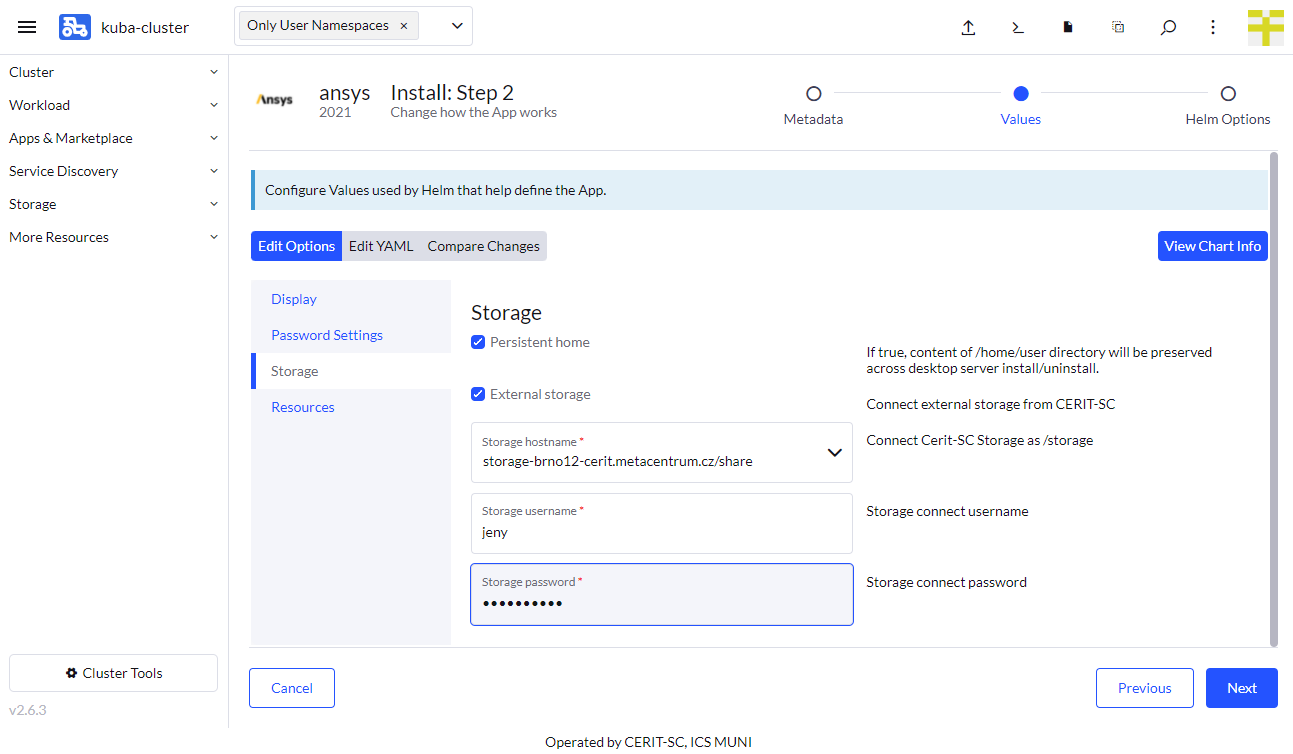 kuba-cluster
Only User Namespaces ×
Cluster
Workload
Apps & Marketplace
Service Discovery
Storage
More Resources
Cluster Tools
v2.6.3
Ansys
ansys
2021
Install: Step 2
Change how the App works
Metadata
Values
Helm Options
Configure Values used by Helm that help define the App.
Edit Options Edit YAML Compare Changes
View Chart Info
Display
Password Settings
Storage
Resources
Storage
Persistent home
If true, content of /home/user directory will be preserved
across desktop server install/uninstall.
External storage
Connect external storage from CERIT-SC
Storage hostname *
storage-brno12-cerit.metacentrum.cz/share
Connect Cerit-SC Storage as /storage
Storage username *
jeny
Storage connect username
Storage password *
••••••••••
Storage connect password
Cancel
Previous
Next
Operated by CERIT-SC, ICS MUNI